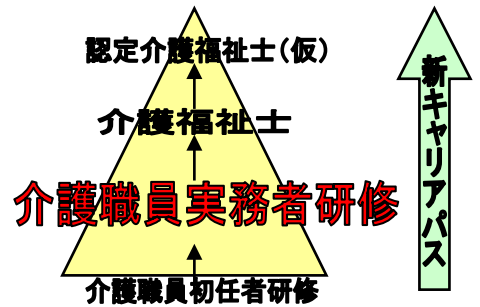 認定介護福祉士(仮)
介護福祉士
介護職員実務者研修
介護職員初任者研修
新キャリアパス